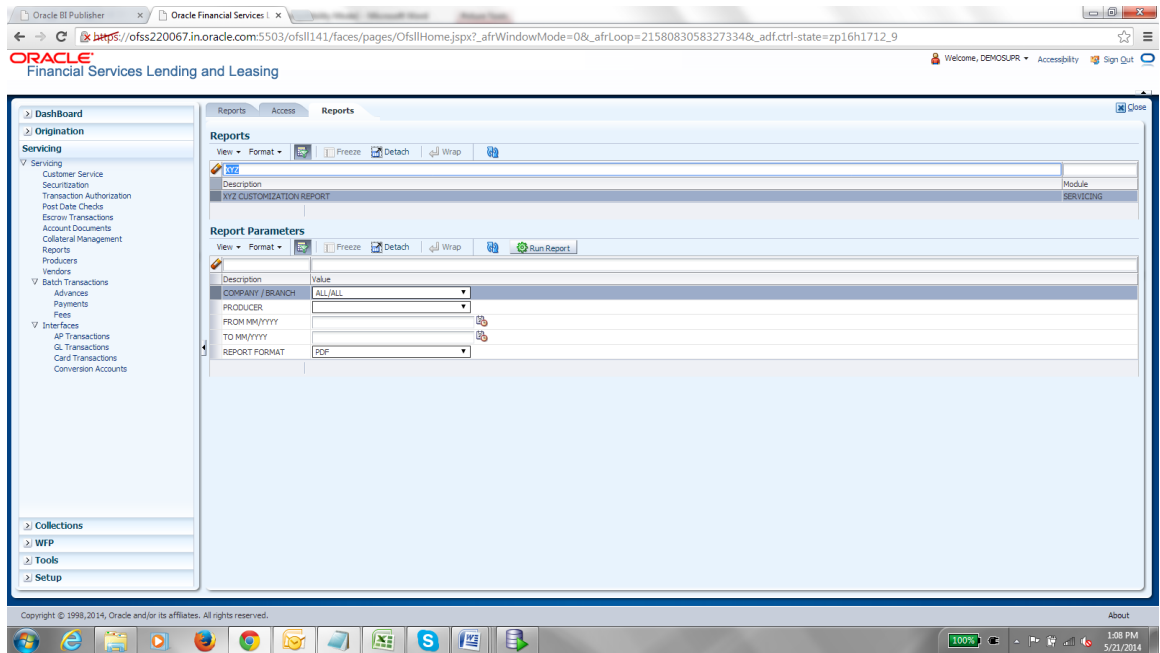 Oracle BI Publisher
Oracle Financial Services L
https://ofss220067.in.oracle.com:5503/ofsll141/faces/pages/OfsllHome.jspx?_afrWindowMode=0&_afrLoop=2158083058327334&_adf.ctrl-state=zp16h1712_9
ORACLE
Financial Services Lending and Leasing
Welcome, DEMOSUPR
Accessibility
Sign Out
DashBoard
Origination
Servicing
Servicing
Customer Service
Securitization
Transaction Authorization
Post Date Checks
Escrow Transactions
Account Documents
Collateral Management
Reports
Producers
Vendors
Batch Transactions
Advances
Payments
Fees
Interfaces
AP Transactions
GL Transactions
Card Transactions
Conversion Accounts
Collections
WFP
Tools
Setup
Reports Access Reports
Close
Reports
View Format Freeze Detach Wrap
XYZ
Description Module
XYZ CUSTOMIZATION REPORT SERVICING
Report Parameters
View Format Freeze Detach Wrap Run Report
Description Value
COMPANY / BRANCH ALL/ALL
PRODUCER
FROM MM/YYYY
TO MM/YYYY
REPORT FORMAT PDF
Copyright © 1998,2014, Oracle and/or its affiliates. All rights reserved.
About
100%
1:08 PM
5/21/2014